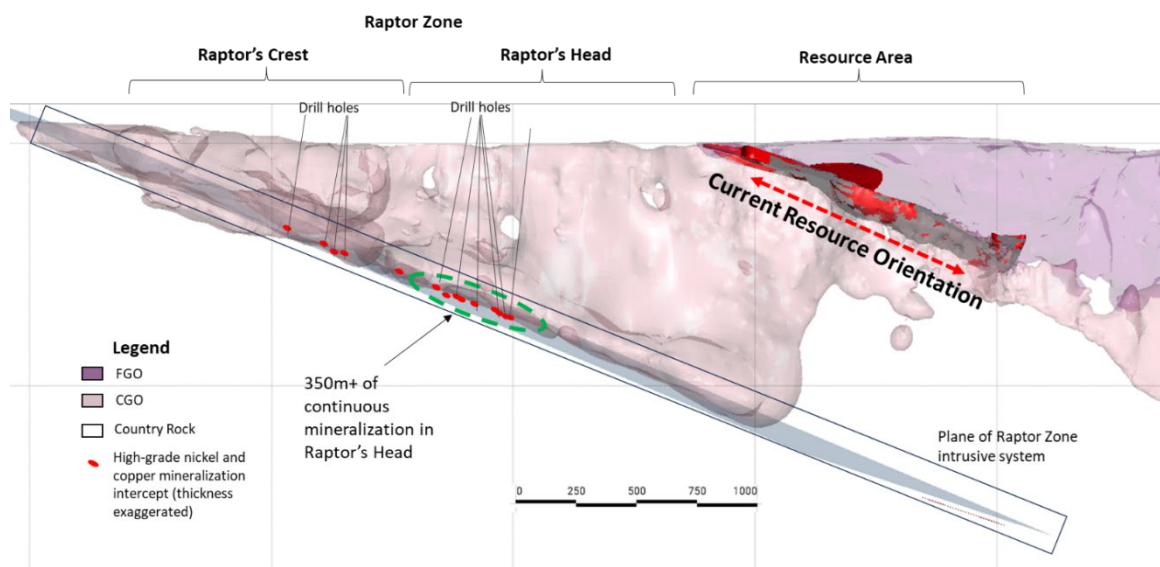 Raptor Zone
Raptor's Crest
Raptor's Head
Resource Area
Drill holes
Drill holes
Current Resource Orientation
Legend
FGO
CGO
Country Rock
High-grade nickel and
copper mineralization
intercept (thickness
exaggerated)
350m+ of
continuous
mineralization in
Raptor's Head
Plane of Raptor Zone
intrusive system
0 250 500 750 1000